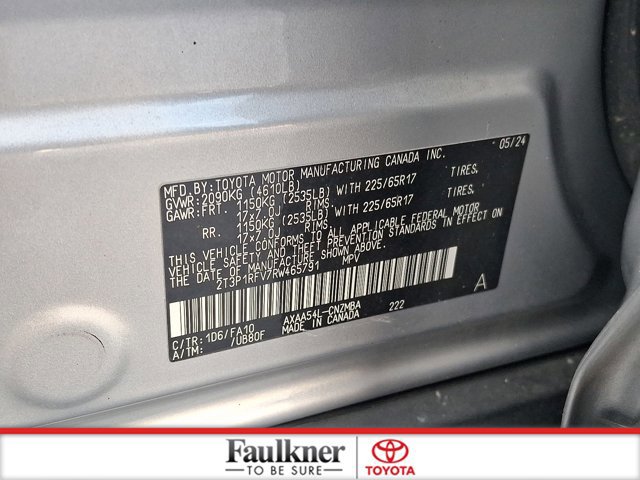 MFD. BY: TOYOTA MOTOR MANUFACTURING CANADA INC. 05/24
GVWR: 2090KG (4610LB)
GAWR: FRT. 1150KG (2535LB) WITH 225/65R17 TIRES,
17x7.0J RIMS,
RR. 1150KG (2535LB) WITH 225/65R17 TIRES,
17x7.0J RIMS,
THIS VEHICLE CONFORMS TO ALL APPLICABLE FEDERAL MOTOR
VEHICLE SAFETY AND THEFT PREVENTION STANDARDS IN EFFECT ON
THE DATE OF MANUFACTURE SHOWN ABOVE.
2T3P1RFV7RW465791 MPV
A
C/TR: 1D6/FA10 AXAA54L-CNZMBA 222
A/TM: /UB80F MADE IN CANADA
Faulkner
TO BE SURE
TOYOTA